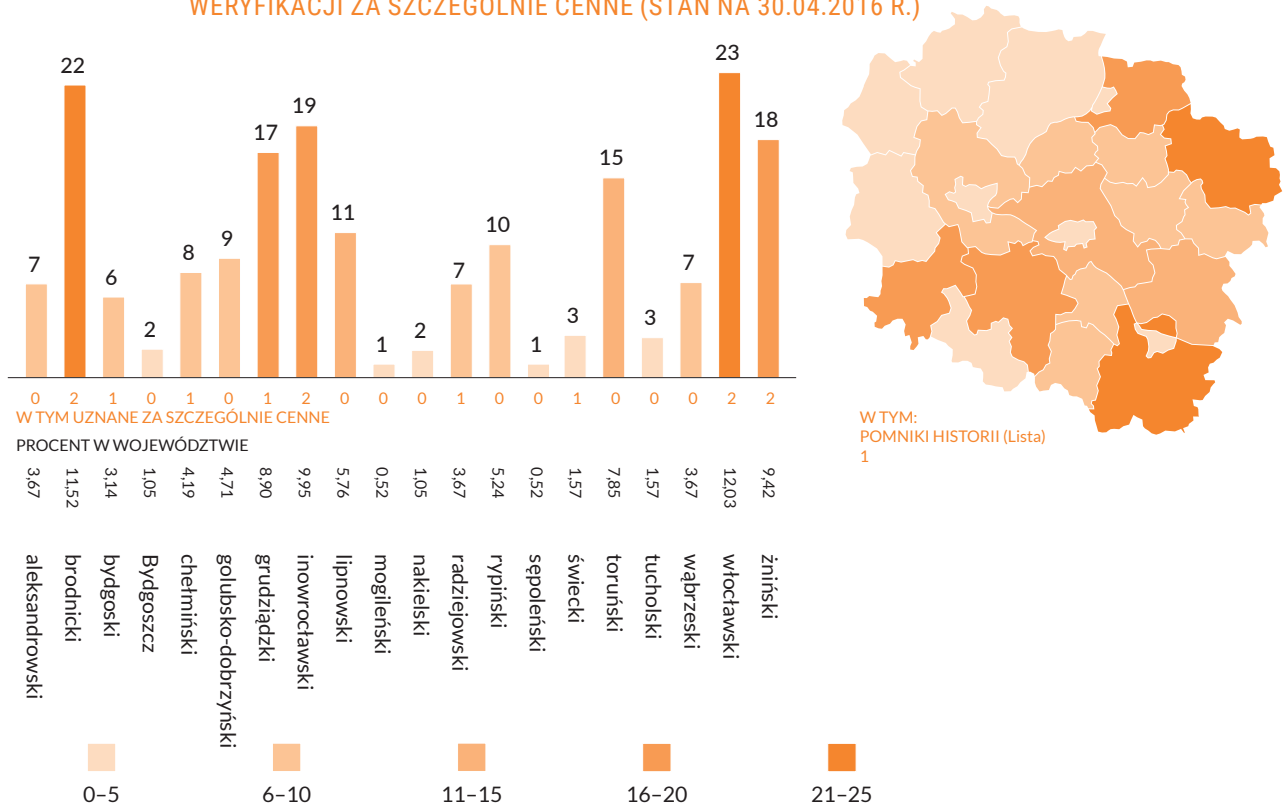 WERYFIKACJI ZA SZCZEGÓLNIE CENNE (STAN NA 30.04.2016 R.)
7 22 6 2 8 9 17 19 11 1 2 7 10 1 3 15 3 7 23 18
0 2 1 0 1 0 1 2 0 0 0 1 0 0 1 0 0 0 2 2
W TYM UZNANE ZA SZCZEGÓLNIE CENNE
PROCENT W WOJEWÓDZTWIE
3,67 11,52 3,14 1,05 4,19 4,71 8,90 9,95 5,76 0,52 1,05 3,67 5,24 0,52 1,57 7,85 1,57 3,67 12,03 9,42
aleksandrowski
brodnicki
bydgoski
Bydgoszcz
chełmiński
golubsko-dobrzyński
grudziądzki
inowrocławski
lipnowski
mogileński
nakielski
radziejowski
rypiński
sępoleński
świecki
toruński
tucholski
wąbrzeski
włocławski
żniński
W TYM:
POMNIKI HISTORII (Lista)
1
0–5 6–10 11–15 16–20 21–25